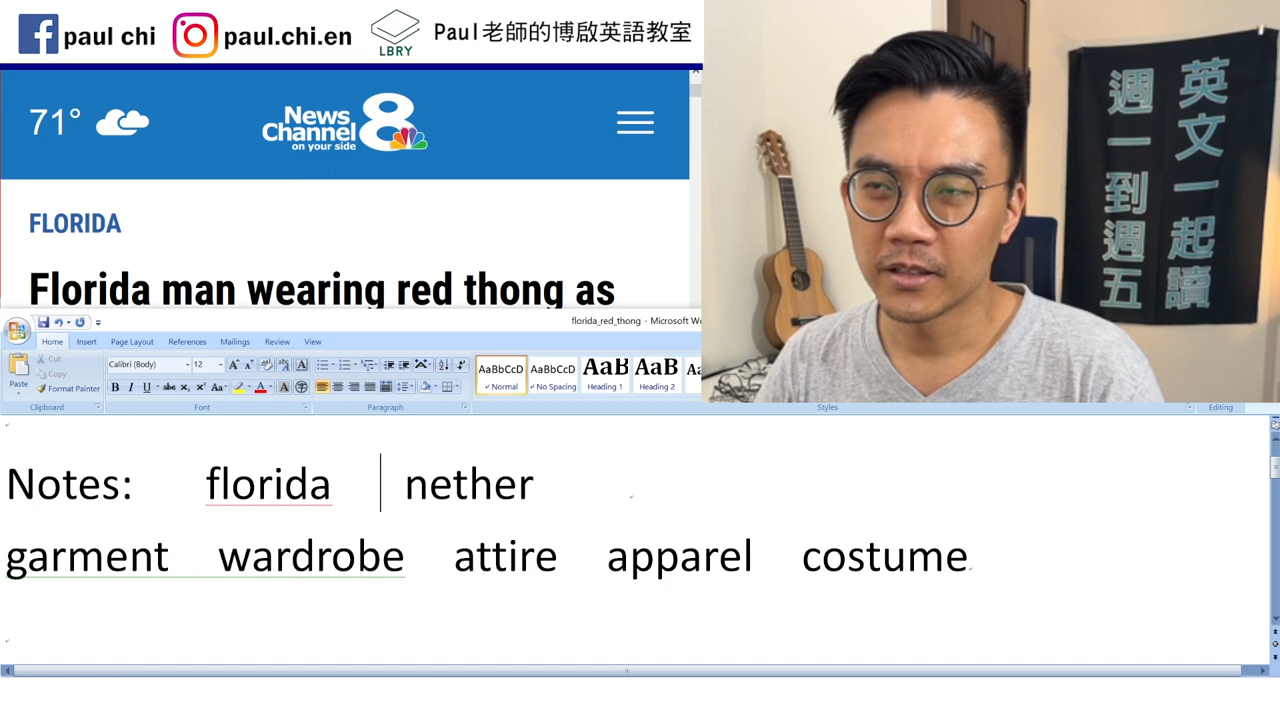 paul chi
paul.chi.en
LBRY
Paul老師的博啟英語教室
71°
News
Channel 8
on your side
FLORIDA
Florida man wearing red thong as
florida_red_thong - Microsoft Wo
Home Insert Page Layout References Mailings Review View
Paste
Cut
Copy
Format Painter
Clipboard
Calibri (Body) 12
Font
Paragraph
AaBbCcD AaBbCcD AaB AaB Aa
Normal No Spacing Heading 1 Heading 2
Styles
Editing
英文一起讀
週一到週五
Notes: florida nether
garment wardrobe attire apparel costume